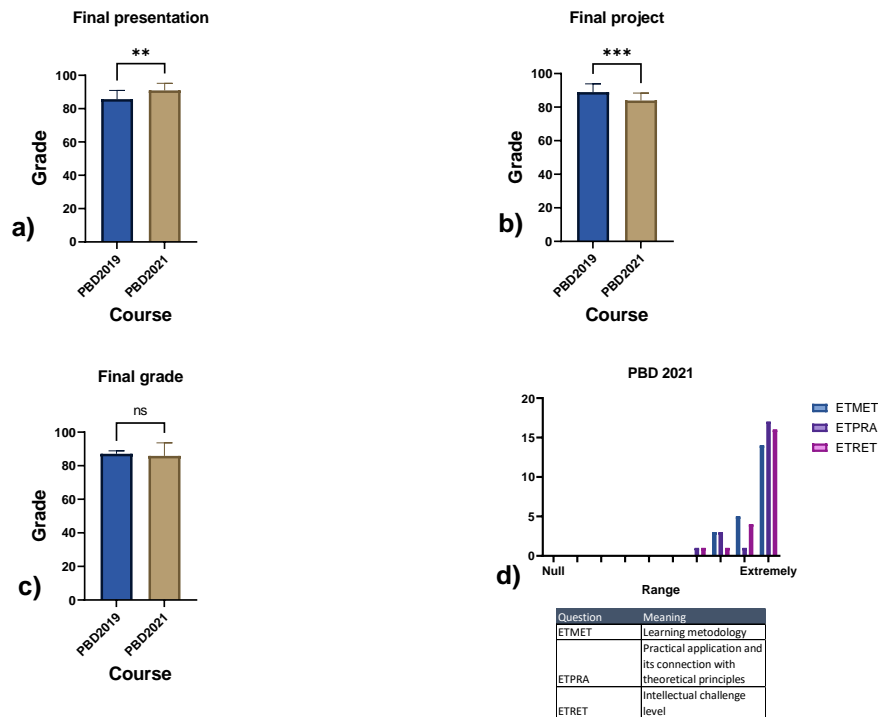 Final presentation
**
100
80
60
40
20
0
Grade
a)
PBD2019
PBD2021
Course
Final project
***
100
80
60
40
20
0
Grade
b)
PBD2019
PBD2021
Course
Final grade
ns
100
80
60
40
20
0
Grade
c)
PBD2019
PBD2021
Course
PBD 2021
20
15
10
5
0
ETMET
ETPRA
ETRET
d)
Null
Extremely
Range
Question Meaning
ETMET Learning metodology
Practical application and
its connection with
ETPRA theoretical principles
Intellectual challenge
ETRET level